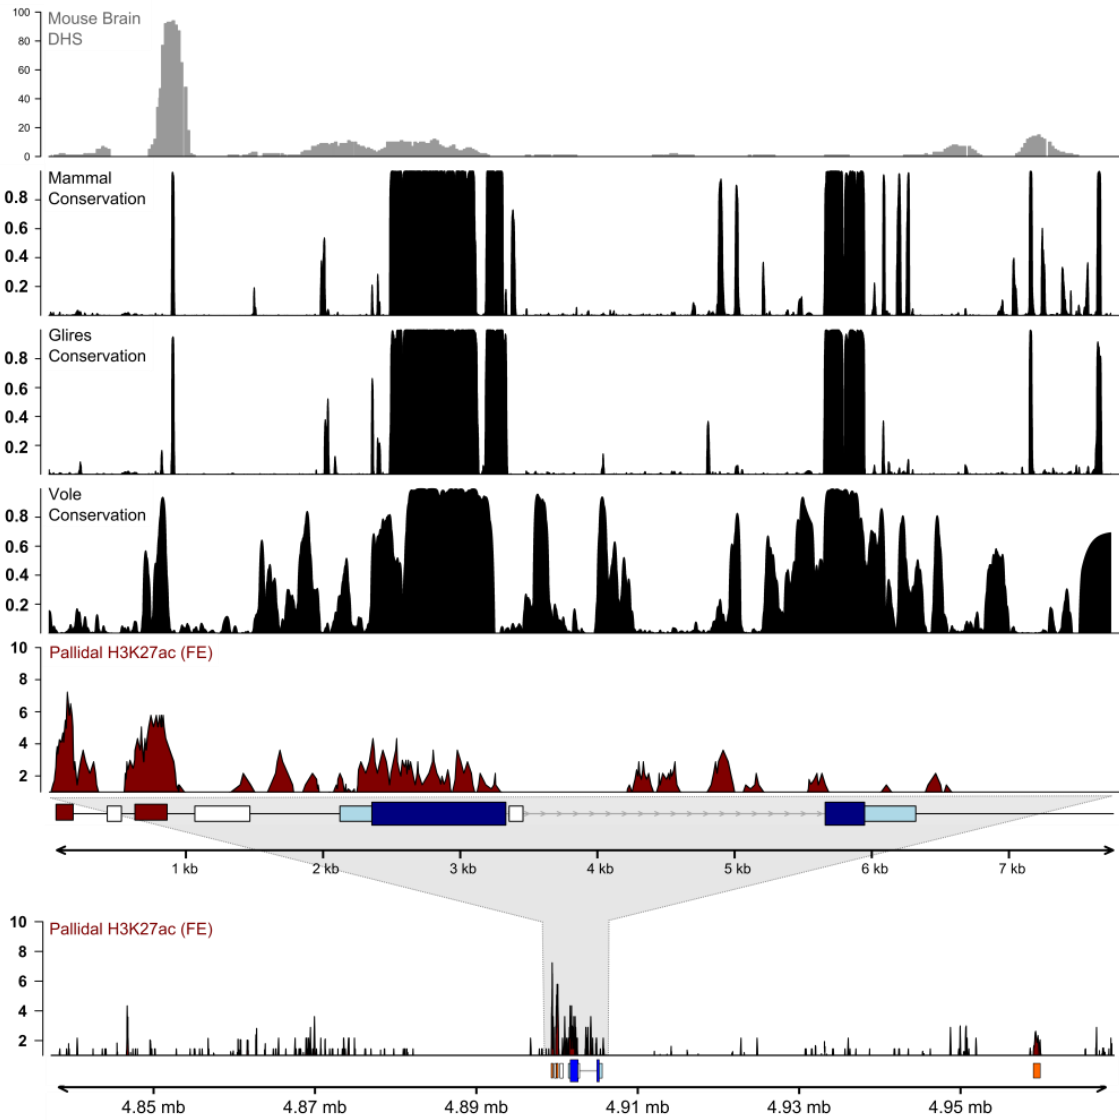 Mouse Brain
DHS
100
80
60
40
20
0
Mammal
Conservation
0.8
0.6
0.4
0.2
Glires
Conservation
0.8
0.6
0.4
0.2
Vole
Conservation
0.8
0.6
0.4
0.2
Pallidal H3K27ac (FE)
10
8
6
4
2
1 kb 2 kb 3 kb 4 kb 5 kb 6 kb 7 kb
Pallidal H3K27ac (FE)
10
8
6
4
2
4.85 mb 4.87 mb 4.89 mb 4.91 mb 4.93 mb 4.95 mb